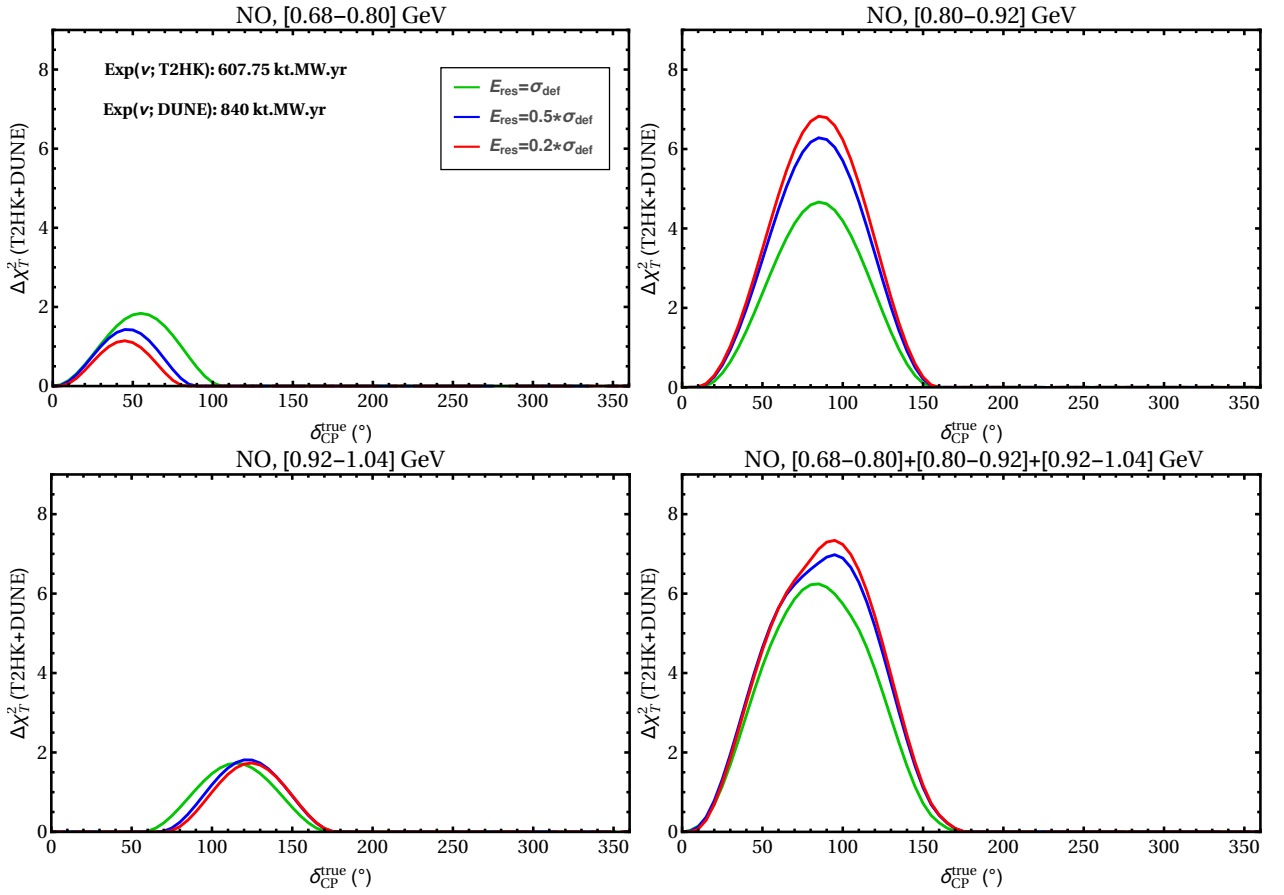 NO, [0.68–0.80] GeV
Exp(ν; T2HK): 607.75 kt.MW.yr
Exp(ν; DUNE): 840 kt.MW.yr
E_res=σ_def
E_res=0.5*σ_def
E_res=0.2*σ_def
Δχ²_T (T2HK+DUNE)
8
6
4
2
0
0 50 100 150 200 250 300 350
δ_CP^true (°)
NO, [0.80–0.92] GeV
Δχ²_T (T2HK+DUNE)
8
6
4
2
0
0 50 100 150 200 250 300 350
δ_CP^true (°)
NO, [0.92–1.04] GeV
Δχ²_T (T2HK+DUNE)
8
6
4
2
0
0 50 100 150 200 250 300 350
δ_CP^true (°)
NO, [0.68–0.80]+[0.80–0.92]+[0.92–1.04] GeV
Δχ²_T (T2HK+DUNE)
8
6
4
2
0
0 50 100 150 200 250 300 350
δ_CP^true (°)